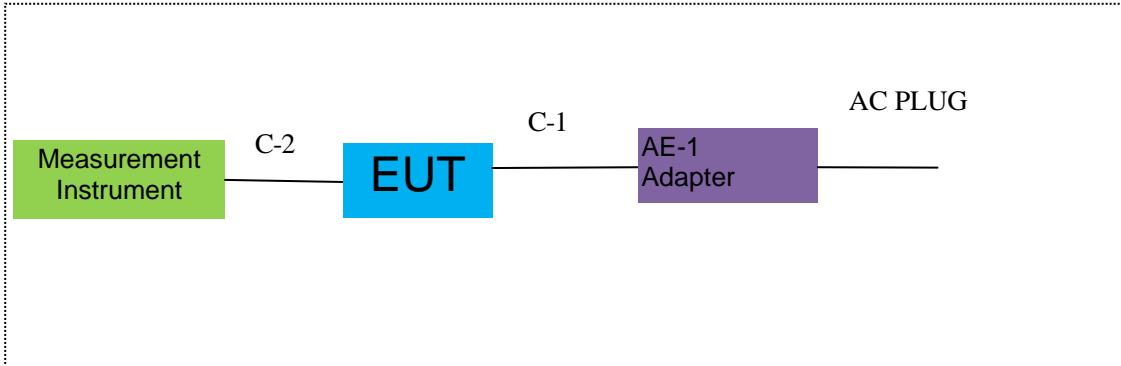 AC PLUG
C-1
C-2
AE-1
Adapter
EUT
Measurement
Instrument